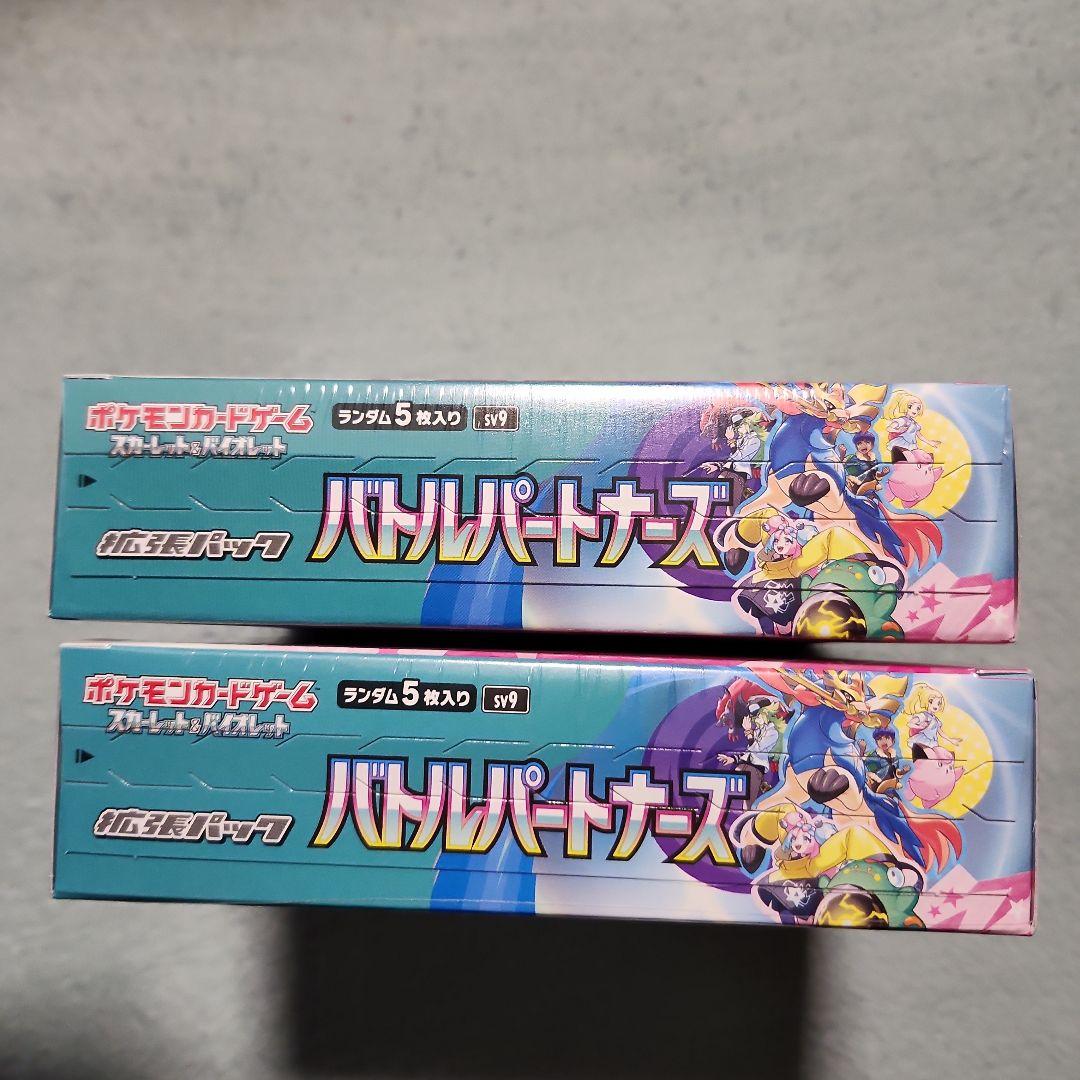 ポケモンカードゲーム
スカーレット&バイオレット
ランダム5枚入り
sv9
拡張パック
バトルパートナーズ
ポケモンカードゲーム
スカーレット&バイオレット
ランダム5枚入り
sv9
拡張パック
バトルパートナーズ